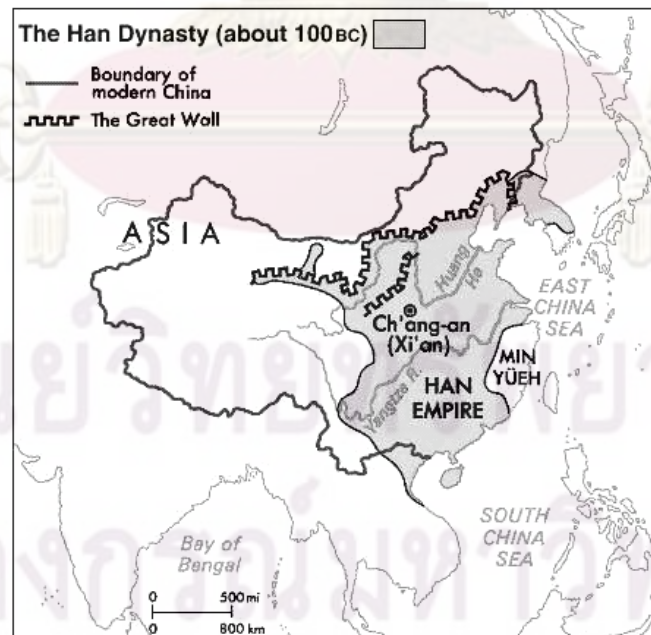 The Han Dynasty (about 100 BC)
Boundary of
modern China
The Great Wall
ASIA
Huang
He
EAST
CHINA
SEA
Ch'ang-an
(Xi'an)
MIN
YÜEH
HAN
EMPIRE
Yangtze R.
SOUTH
CHINA
SEA
Bay of
Bengal
0 500 mi
0 800 km